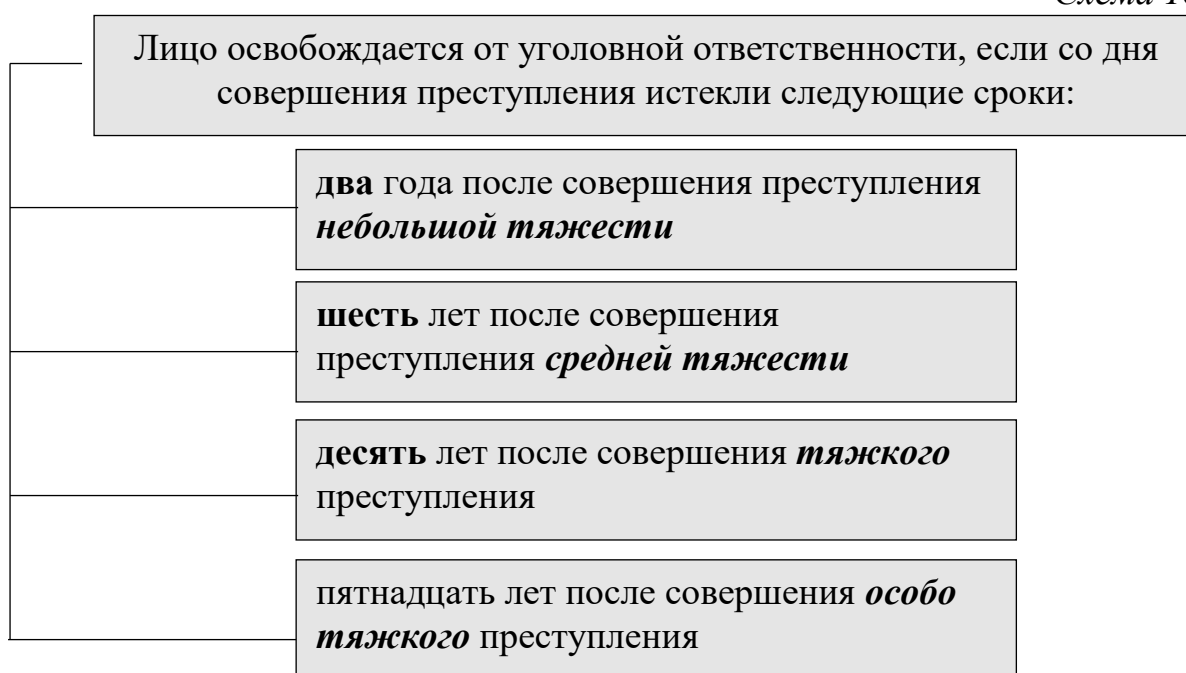 Схема
Лицо освобождается от уголовной ответственности, если со дня
совершения преступления истекли следующие сроки:
два года после совершения преступления
небольшой тяжести
шесть лет после совершения
преступления средней тяжести
десять лет после совершения тяжкого
преступления
пятнадцать лет после совершения особо
тяжкого преступления